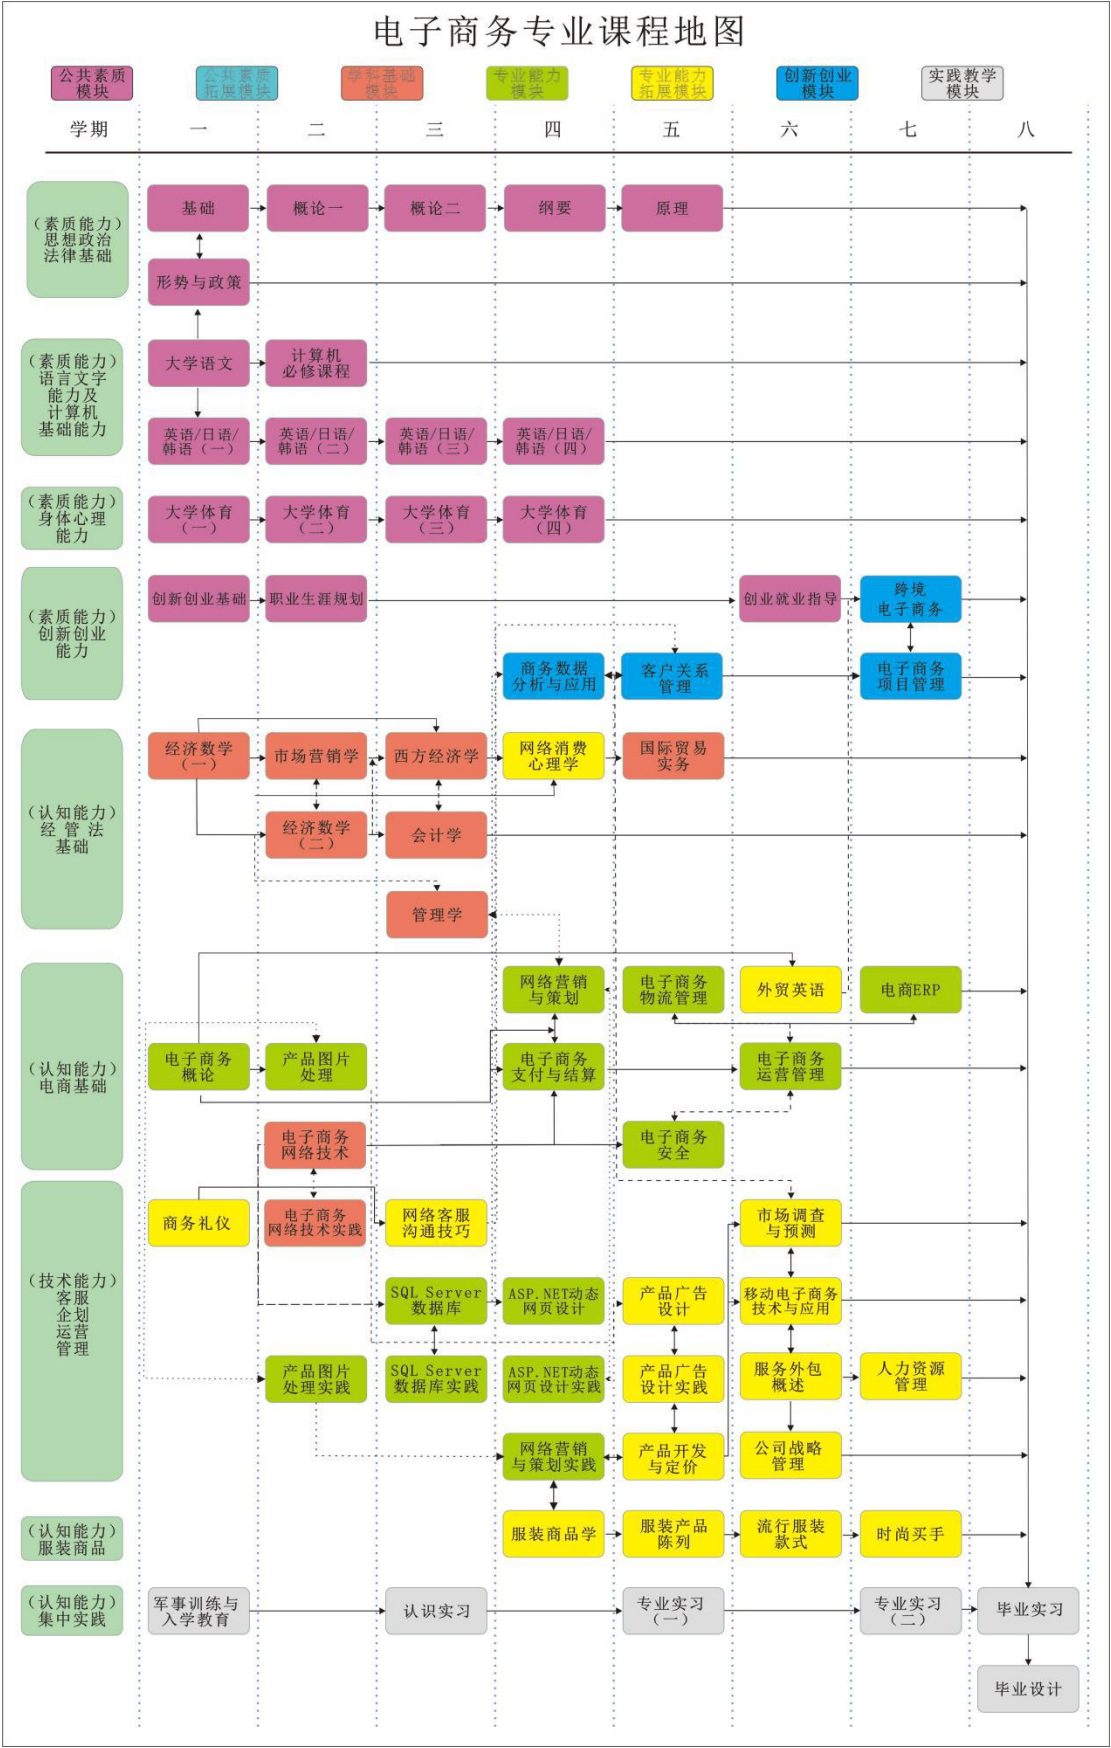 电子商务专业课程地图
公共素质
模块
公共素质
拓展模块
学科基础
模块
专业能力
模块
专业能力
拓展模块
创新创业
模块
实践教学
模块
学期 一 二 三 四 五 六 七 八
(素质能力)
思想政治
法律基础
基础
概论一
概论二
纲要
原理
形势与政策
(素质能力)
语言文字
能力及
计算机
基础能力
大学语文
计算机
必修课程
英语/日语/
韩语(一)
英语/日语/
韩语(二)
英语/日语/
韩语(三)
英语/日语/
韩语(四)
(素质能力)
身体心理
能力
大学体育
(一)
大学体育
(二)
大学体育
(三)
大学体育
(四)
(素质能力)
创新创业
能力
创新创业基础
职业生涯规划
创业就业指导
跨境
电子商务
商务数据
分析与应用
客户关系
管理
电子商务
项目管理
(认知能力)
经 管 法
基础
经济数学
(一)
市场营销学
西方经济学
网络消费
心理学
国际贸易
实务
经济数学
(二)
会计学
管理学
(认知能力)
电商基础
网络营销
与策划
电子商务
物流管理
外贸英语
电商ERP
电子商务
概论
产品图片
处理
电子商务
支付与结算
电子商务
运营管理
电子商务
网络技术
电子商务
安全
(技术能力)
客服
企划
运营
管理
商务礼仪
电子商务
网络技术实践
网络客服
沟通技巧
市场调查
与预测
SQL Server
数据库
ASP.NET动态
网页设计
产品广告
设计
移动电子商务
技术与应用
产品图片
处理实践
SQL Server
数据库实践
ASP.NET动态
网页设计实践
产品广告
设计实践
服务外包
概述
人力资源
管理
网络营销
与策划实践
产品开发
与定价
公司战略
管理
(认知能力)
服装商品
服装商品学
服装产品
陈列
流行服装
款式
时尚买手
(认知能力)
集中实践
军事训练与
入学教育
认识实习
专业实习
(一)
专业实习
(二)
毕业实习
毕业设计